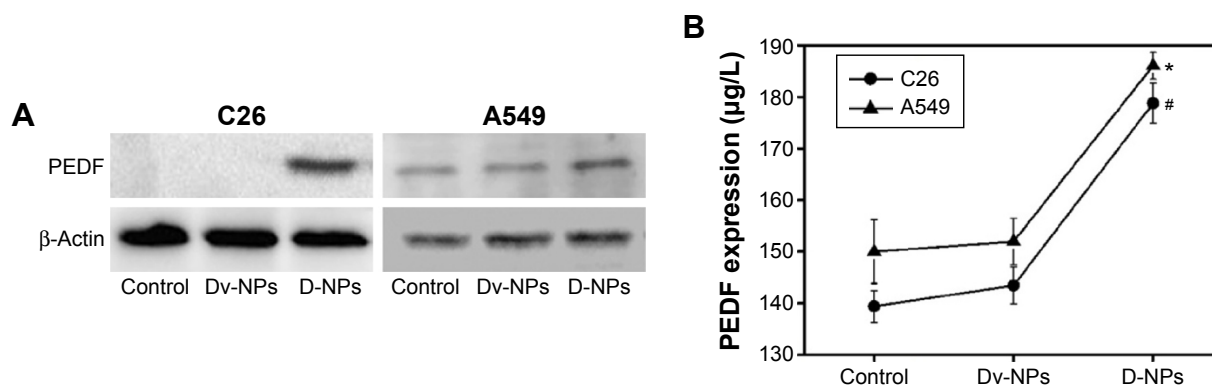 A
C26
A549
PEDF
β-Actin
Control Dv-NPs D-NPs
Control Dv-NPs D-NPs
B
PEDF expression (µg/L)
190
180
170
160
150
140
130
C26
A549
*
#
Control Dv-NPs D-NPs